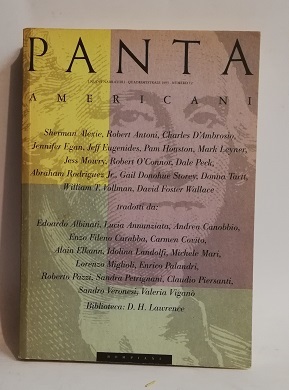 PANTA
AMERICANI
Sherman Alexie, Robert Antoni, Charles D'Ambrosio,
Jennifer Egan, Jeff Eugenides, Pam Houston, Mark Leyner,
Jess Mowry, Robert O'Connor, Dale Peck,
Abraham Rodriguez Jr., Gail Donohue Storey, Donna Tartt,
William T. Vollman, David Foster Wallace
tradotti da:
Edoardo Albinati, Lucia Annunziata, Andrea Canobbio,
Enzo Fileno Carabba, Carmen Covito,
Alain Elkann, Idolina Landolfi, Michele Mari,
Lorenzo Miglioli, Enrico Palandri,
Roberto Pazzi, Sandra Petrignani, Claudio Piersanti,
Sandro Veronesi, Valeria Viganò
Biblioteca: D. H. Lawrence
BOMPIANI